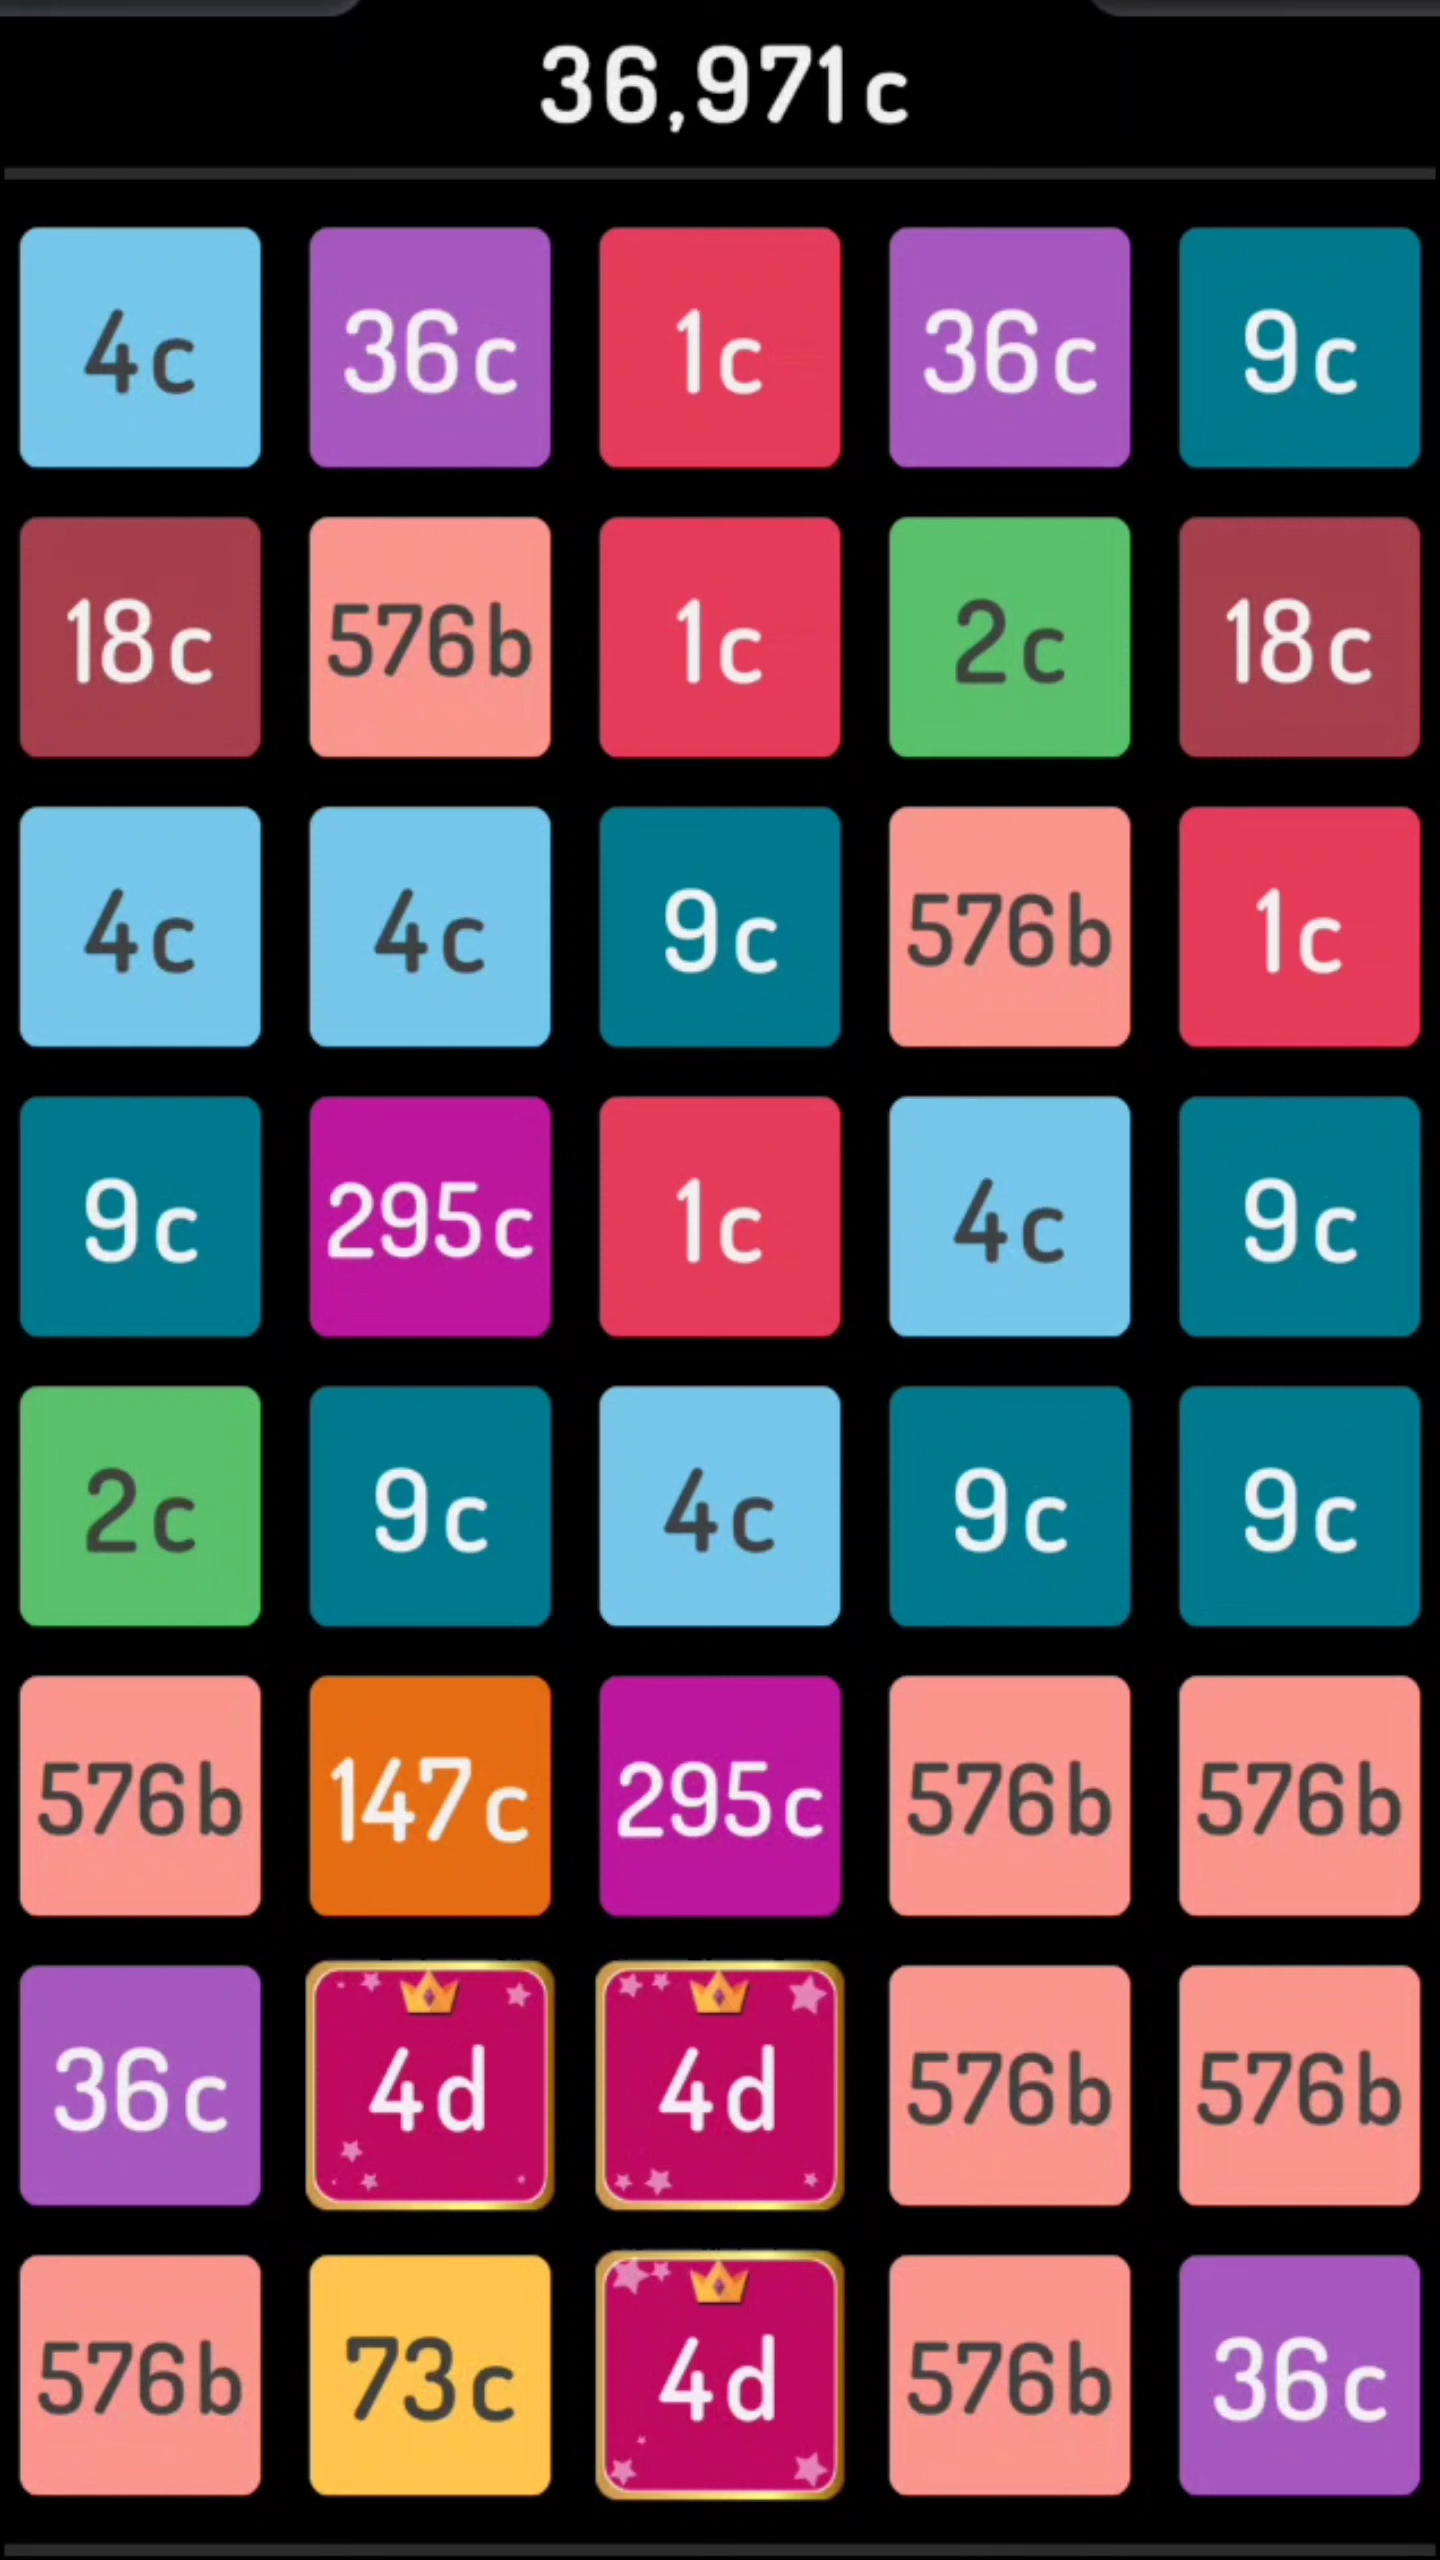 36,971c
4c 36c 1c 36c 9c
18c 576b 1c 2c 18c
4c 4c 9c 576b 1c
9c 295c 1c 4c 9c
2c 9c 4c 9c 9c
576b 147c 295c 576b 576b
36c 4d 4d 576b 576b
576b 73c 4d 576b 36c